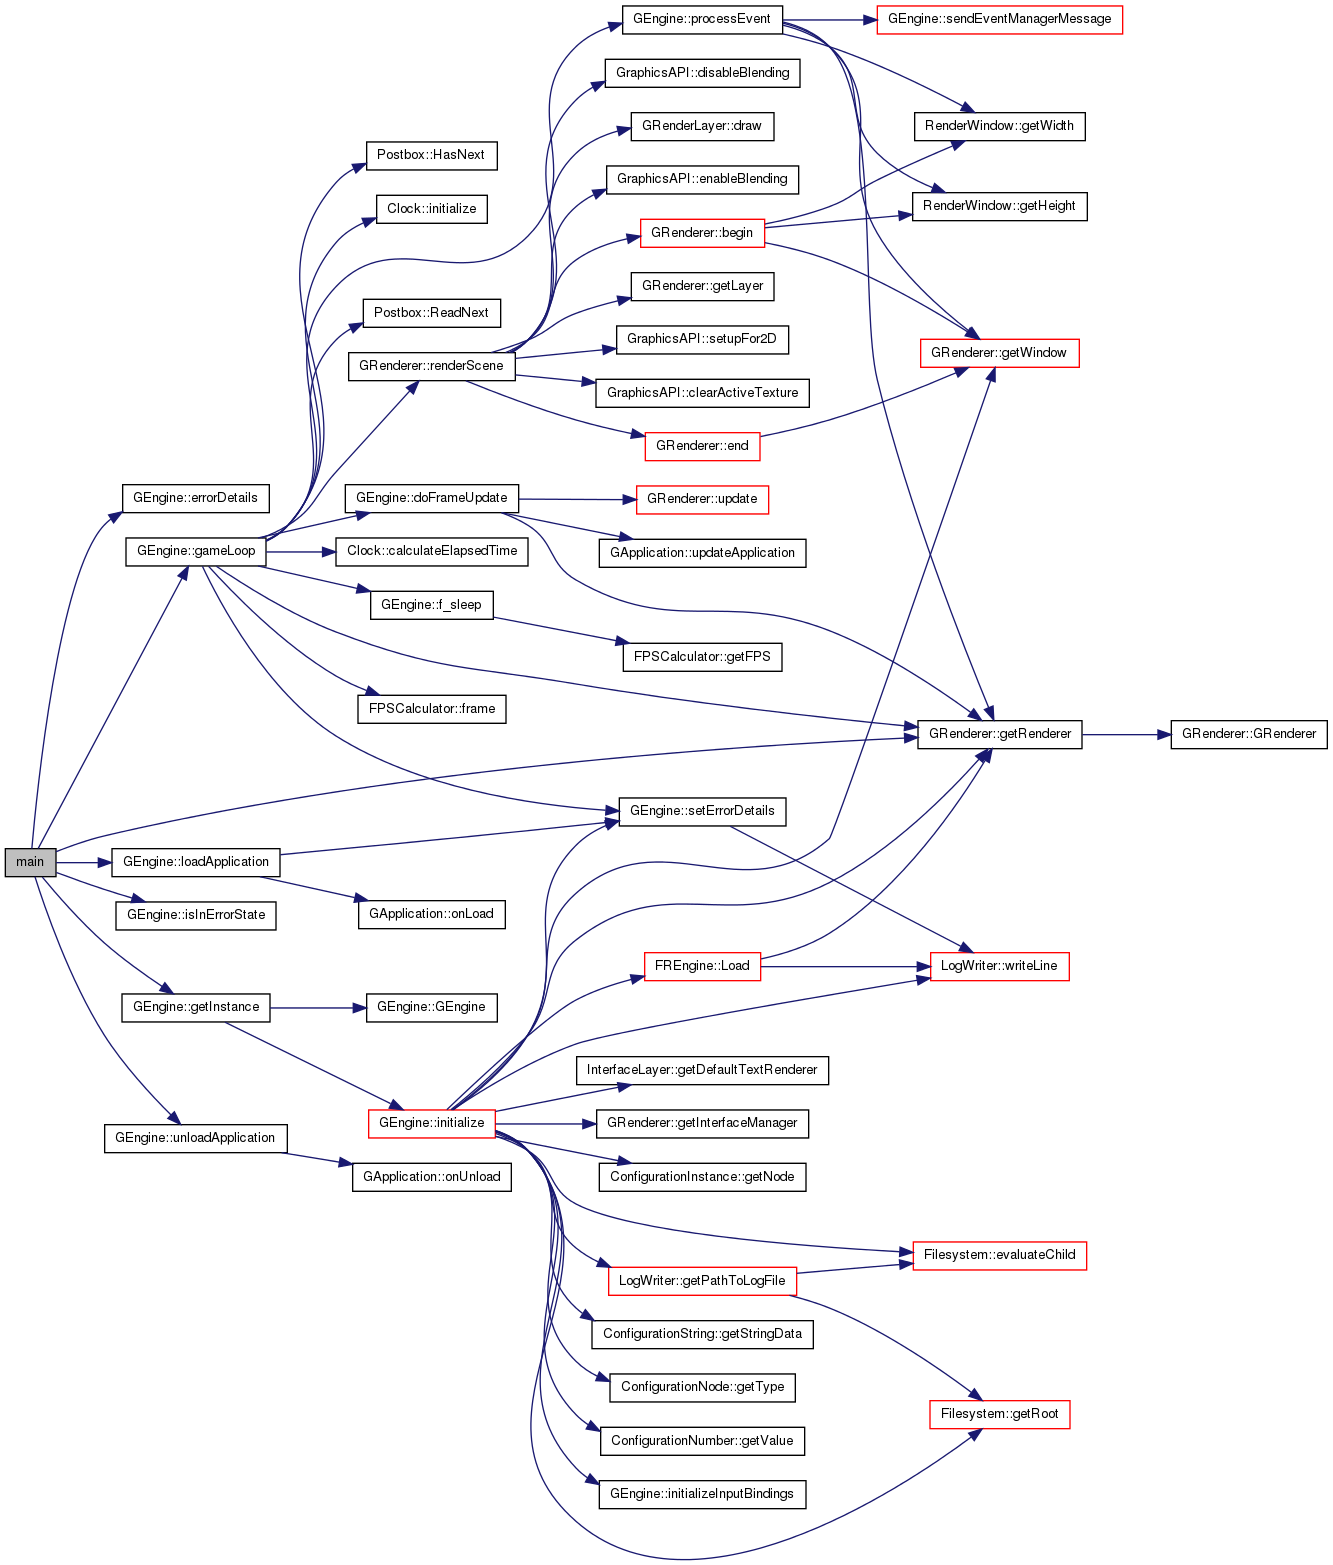 GEngine::processEvent
GEngine::sendEventManagerMessage
GraphicsAPI::disableBlending
GRenderLayer::draw
RenderWindow::getWidth
Postbox::HasNext
GraphicsAPI::enableBlending
Clock::initialize
RenderWindow::getHeight
GRenderer::begin
GRenderer::getLayer
Postbox::ReadNext
GraphicsAPI::setupFor2D
GRenderer::getWindow
GRenderer::renderScene
GraphicsAPI::clearActiveTexture
GRenderer::end
GEngine::errorDetails
GEngine::doFrameUpdate
GRenderer::update
GEngine::gameLoop
Clock::calculateElapsedTime
GApplication::updateApplication
GEngine::f_sleep
FPSCalculator::getFPS
FPSCalculator::frame
GRenderer::getRenderer
GRenderer::GRenderer
GEngine::setErrorDetails
main
GEngine::loadApplication
GEngine::isInErrorState
GApplication::onLoad
FREngine::Load
LogWriter::writeLine
GEngine::getInstance
GEngine::GEngine
InterfaceLayer::getDefaultTextRenderer
GEngine::initialize
GRenderer::getInterfaceManager
GEngine::unloadApplication
GApplication::onUnload
ConfigurationInstance::getNode
Filesystem::evaluateChild
LogWriter::getPathToLogFile
ConfigurationString::getStringData
ConfigurationNode::getType
Filesystem::getRoot
ConfigurationNumber::getValue
GEngine::initializeInputBindings